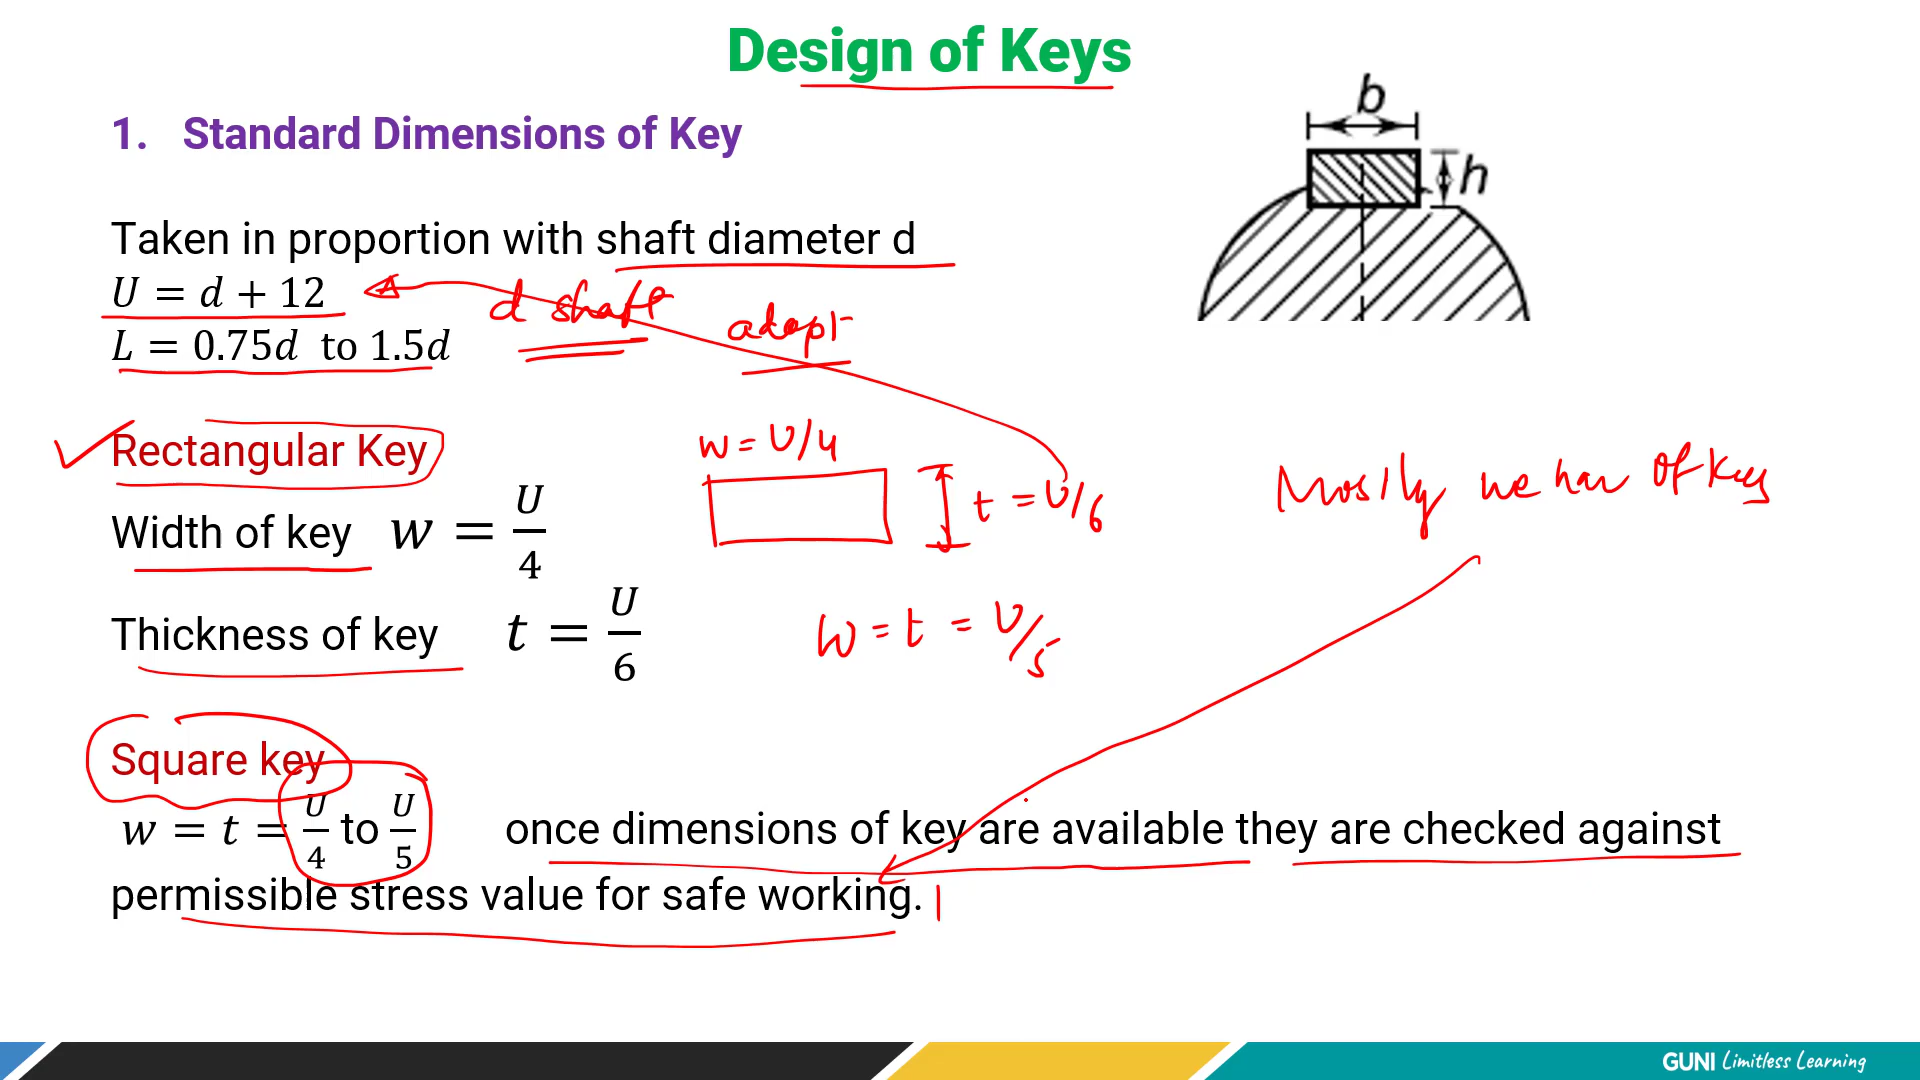 Design of Keys
b
h
1. Standard Dimensions of Key
Taken in proportion with shaft diameter d
U = d + 12
d shaft
adopt
L = 0.75d to 1.5d
Rectangular Key
w = U/4
Width of key w = U/4
t = U/6
Mostly we hav of key
Thickness of key t = U/6
w = t = U/5
Square key
w = t = U/4 to U/5 once dimensions of key are available they are checked against
permissible stress value for safe working.
GUNI Limitless Learning